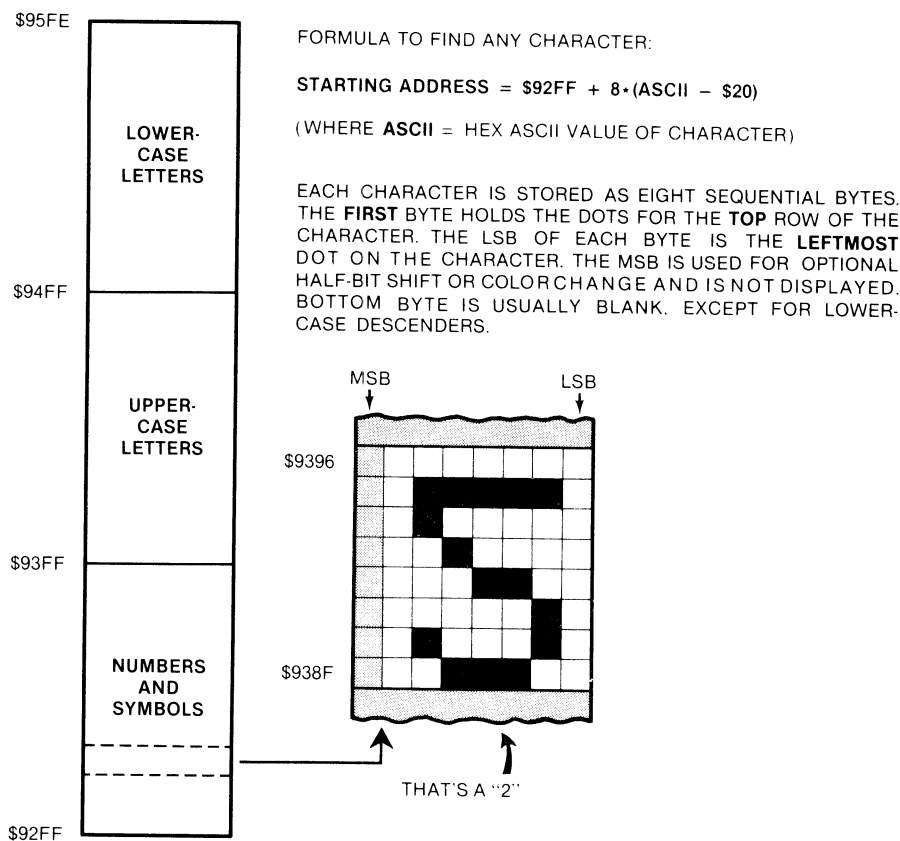 $95FE
LOWER-
CASE
LETTERS
$94FF
UPPER-
CASE
LETTERS
$93FF
NUMBERS
AND
SYMBOLS
$92FF
FORMULA TO FIND ANY CHARACTER:
STARTING ADDRESS = $92FF + 8*(ASCII – $20)
(WHERE ASCII = HEX ASCII VALUE OF CHARACTER)
EACH CHARACTER IS STORED AS EIGHT SEQUENTIAL BYTES.
THE FIRST BYTE HOLDS THE DOTS FOR THE TOP ROW OF THE
CHARACTER. THE LSB OF EACH BYTE IS THE LEFTMOST
DOT ON THE CHARACTER. THE MSB IS USED FOR OPTIONAL
HALF-BIT SHIFT OR COLOR CHANGE AND IS NOT DISPLAYED.
BOTTOM BYTE IS USUALLY BLANK, EXCEPT FOR LOWER-
CASE DESCENDERS.
MSB
LSB
$9396
$938F
THAT'S A "2"